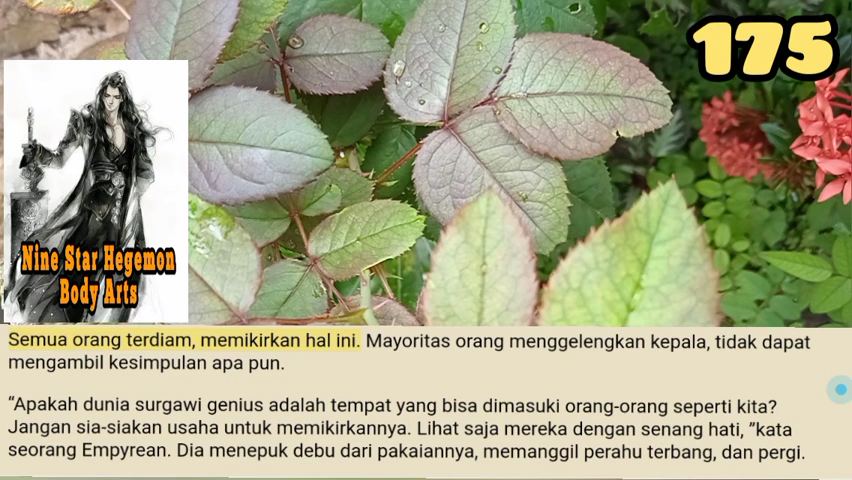 175
Nine Star Hegemon
Body Arts
Semua orang terdiam, memikirkan hal ini. Mayoritas orang menggelengkan kepala, tidak dapat
mengambil kesimpulan apa pun.
“Apakah dunia surgawi genius adalah tempat yang bisa dimasuki orang-orang seperti kita?
Jangan sia-siakan usaha untuk memikirkannya. Lihat saja mereka dengan senang hati, ”kata
seorang Empyrean. Dia menepuk debu dari pakaiannya, memanggil perahu terbang, dan pergi.